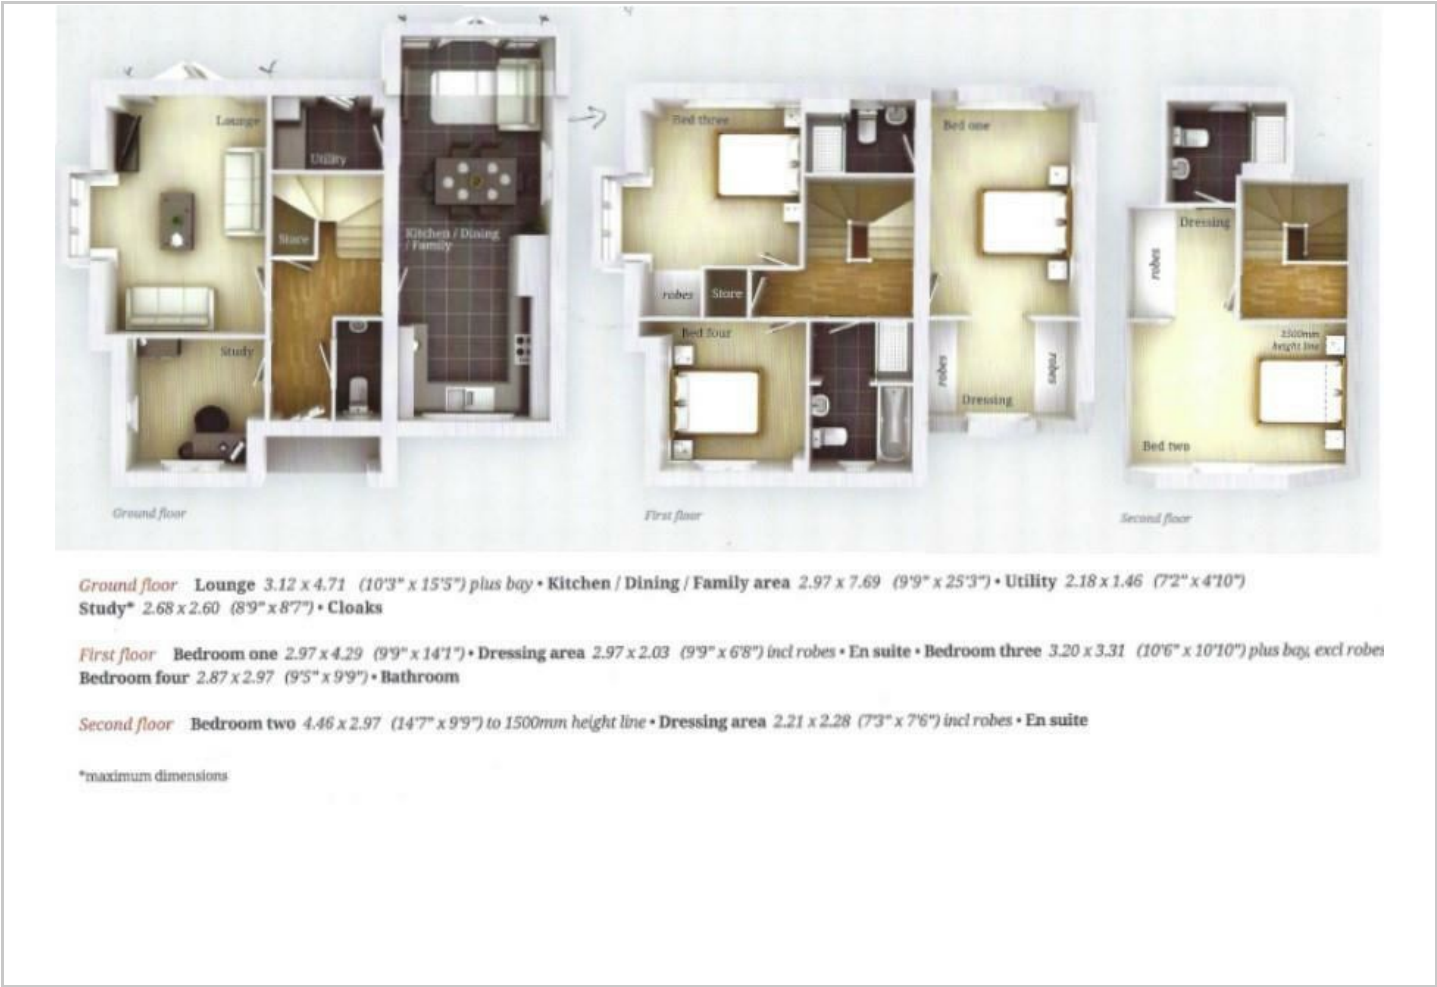 Lounge
Utility
Store
Kitchen / Dining
/ Family
Study
Ground floor
Bed three
robes
Store
Bed four
Bed one
robes
robes
Dressing
First floor
Dressing
robes
1500mm
height line
Bed two
Second floor
Ground floor Lounge 3.12 x 4.71 (10'3" x 15'5") plus bay • Kitchen / Dining / Family area 2.97 x 7.69 (9'9" x 25'3") • Utility 2.18 x 1.46 (7'2" x 4'10")
Study* 2.68 x 2.60 (8'9" x 8'7") • Cloaks
First floor Bedroom one 2.97 x 4.29 (9'9" x 14'1") • Dressing area 2.97 x 2.03 (9'9" x 6'8") incl robes • En suite • Bedroom three 3.20 x 3.31 (10'6" x 10'10") plus bay, excl robes
Bedroom four 2.87 x 2.97 (9'5" x 9'9") • Bathroom
Second floor Bedroom two 4.46 x 2.97 (14'7" x 9'9") to 1500mm height line • Dressing area 2.21 x 2.28 (7'3" x 7'6") incl robes • En suite
*maximum dimensions